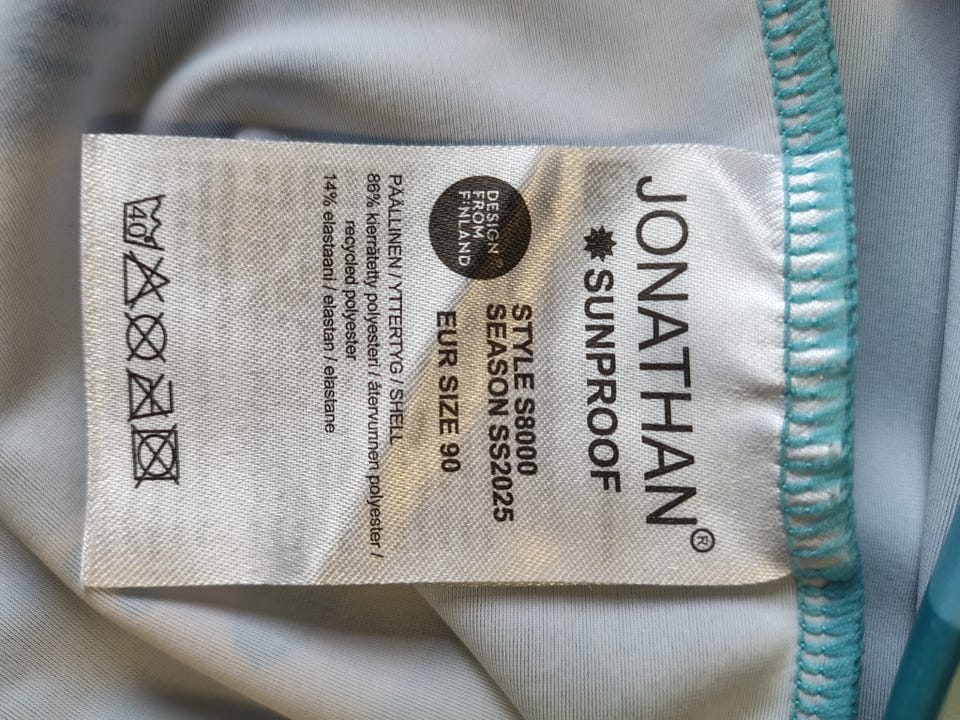 JONATHAN®
SUNPROOF
STYLE S8000
SEASON SS2025
EUR SIZE 90
DESIGN
FROM
FINLAND
PÄÄLLINEN / YTTERTYG / SHELL
86% kierrätetty polyesteri / återvunnen polyester /
recycled polyester
14% elastaani / elastan / elastane
40